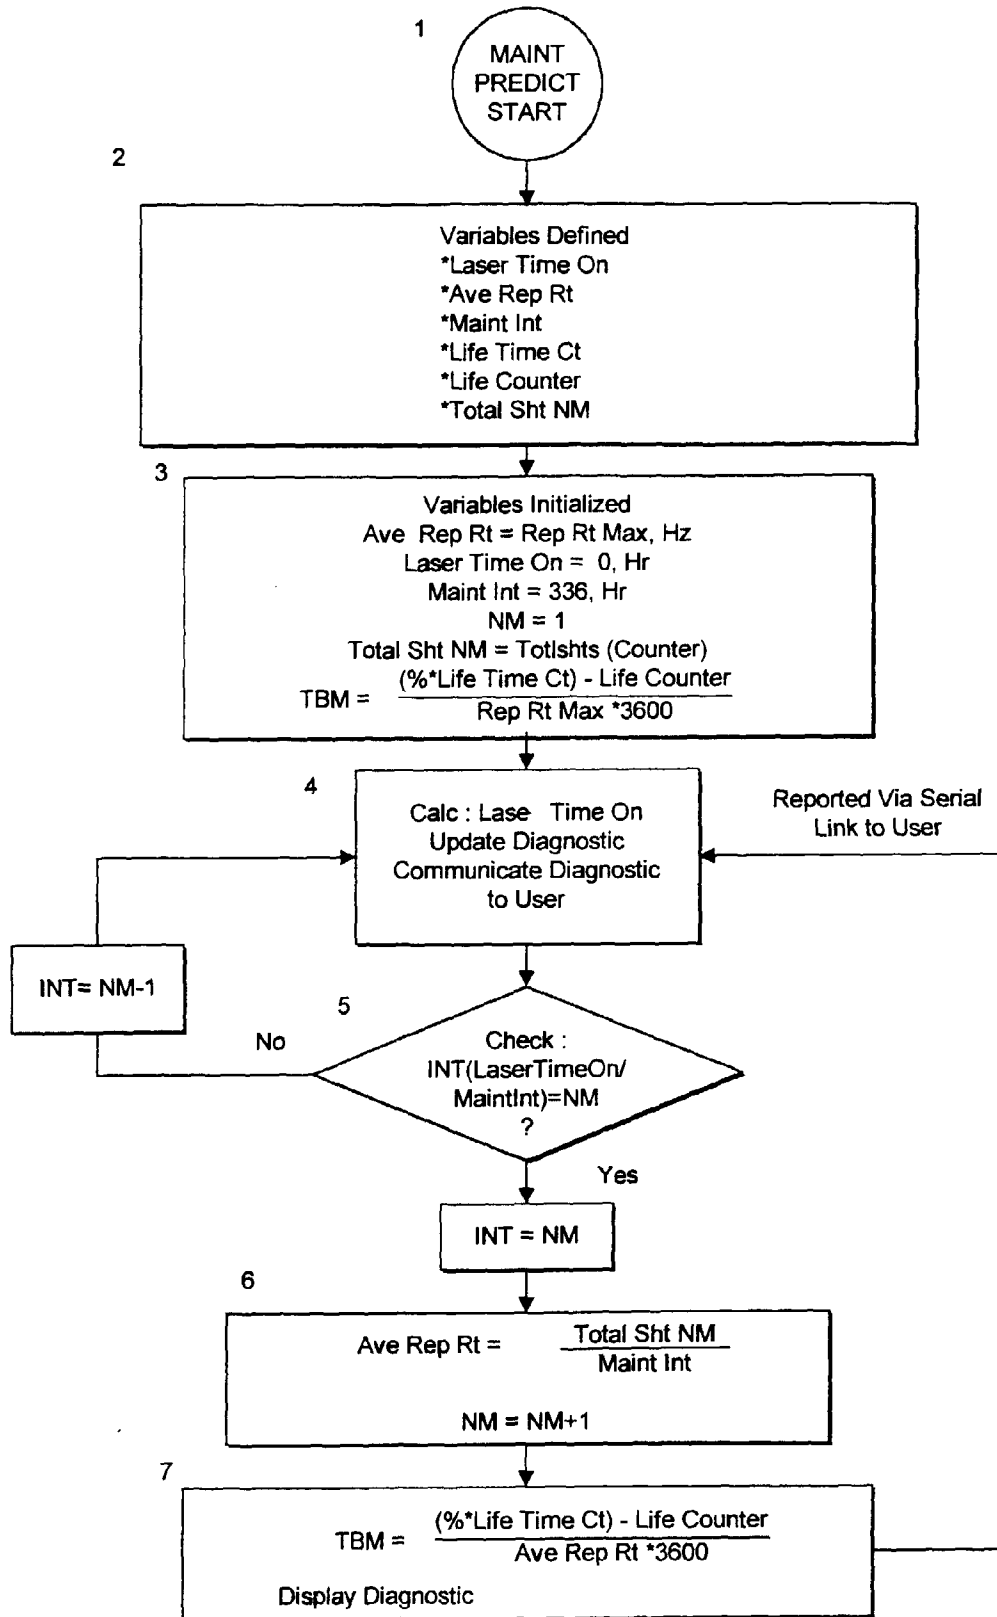 1
MAINT
PREDICT
START
2
Variables Defined
*Laser Time On
*Ave Rep Rt
*Maint Int
*Life Time Ct
*Life Counter
*Total Sht NM
3
Variables Initialized
Ave Rep Rt = Rep Rt Max, Hz
Laser Time On = 0, Hr
Maint Int = 336, Hr
NM = 1
Total Sht NM = Totlshts (Counter)
TBM = (%*Life Time Ct) - Life Counter
Rep Rt Max *3600
4
Calc : Lase Time On
Update Diagnostic
Communicate Diagnostic
to User
Reported Via Serial
Link to User
INT= NM-1
No
5
Check :
INT(LaserTimeOn/
MaintInt)=NM
?
Yes
INT = NM
6
Ave Rep Rt = Total Sht NM
Maint Int
NM = NM+1
7
TBM = (%*Life Time Ct) - Life Counter
Ave Rep Rt *3600
Display Diagnostic